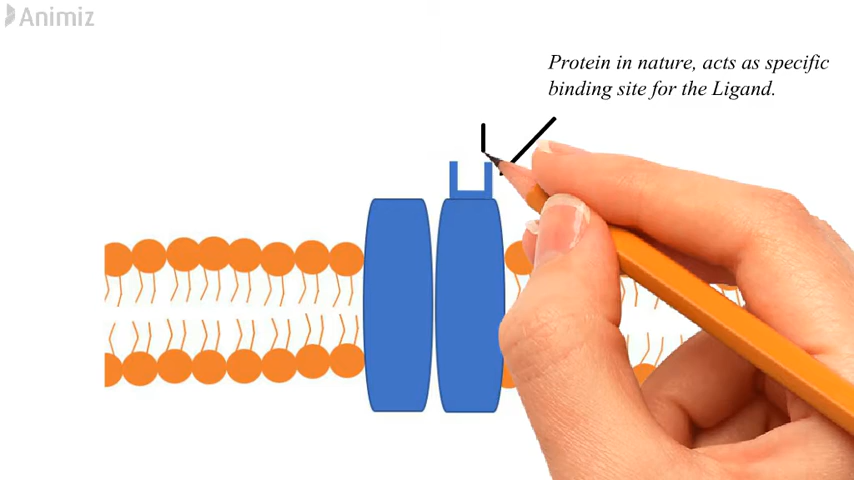 Animiz
Protein in nature, acts as specific
binding site for the Ligand.